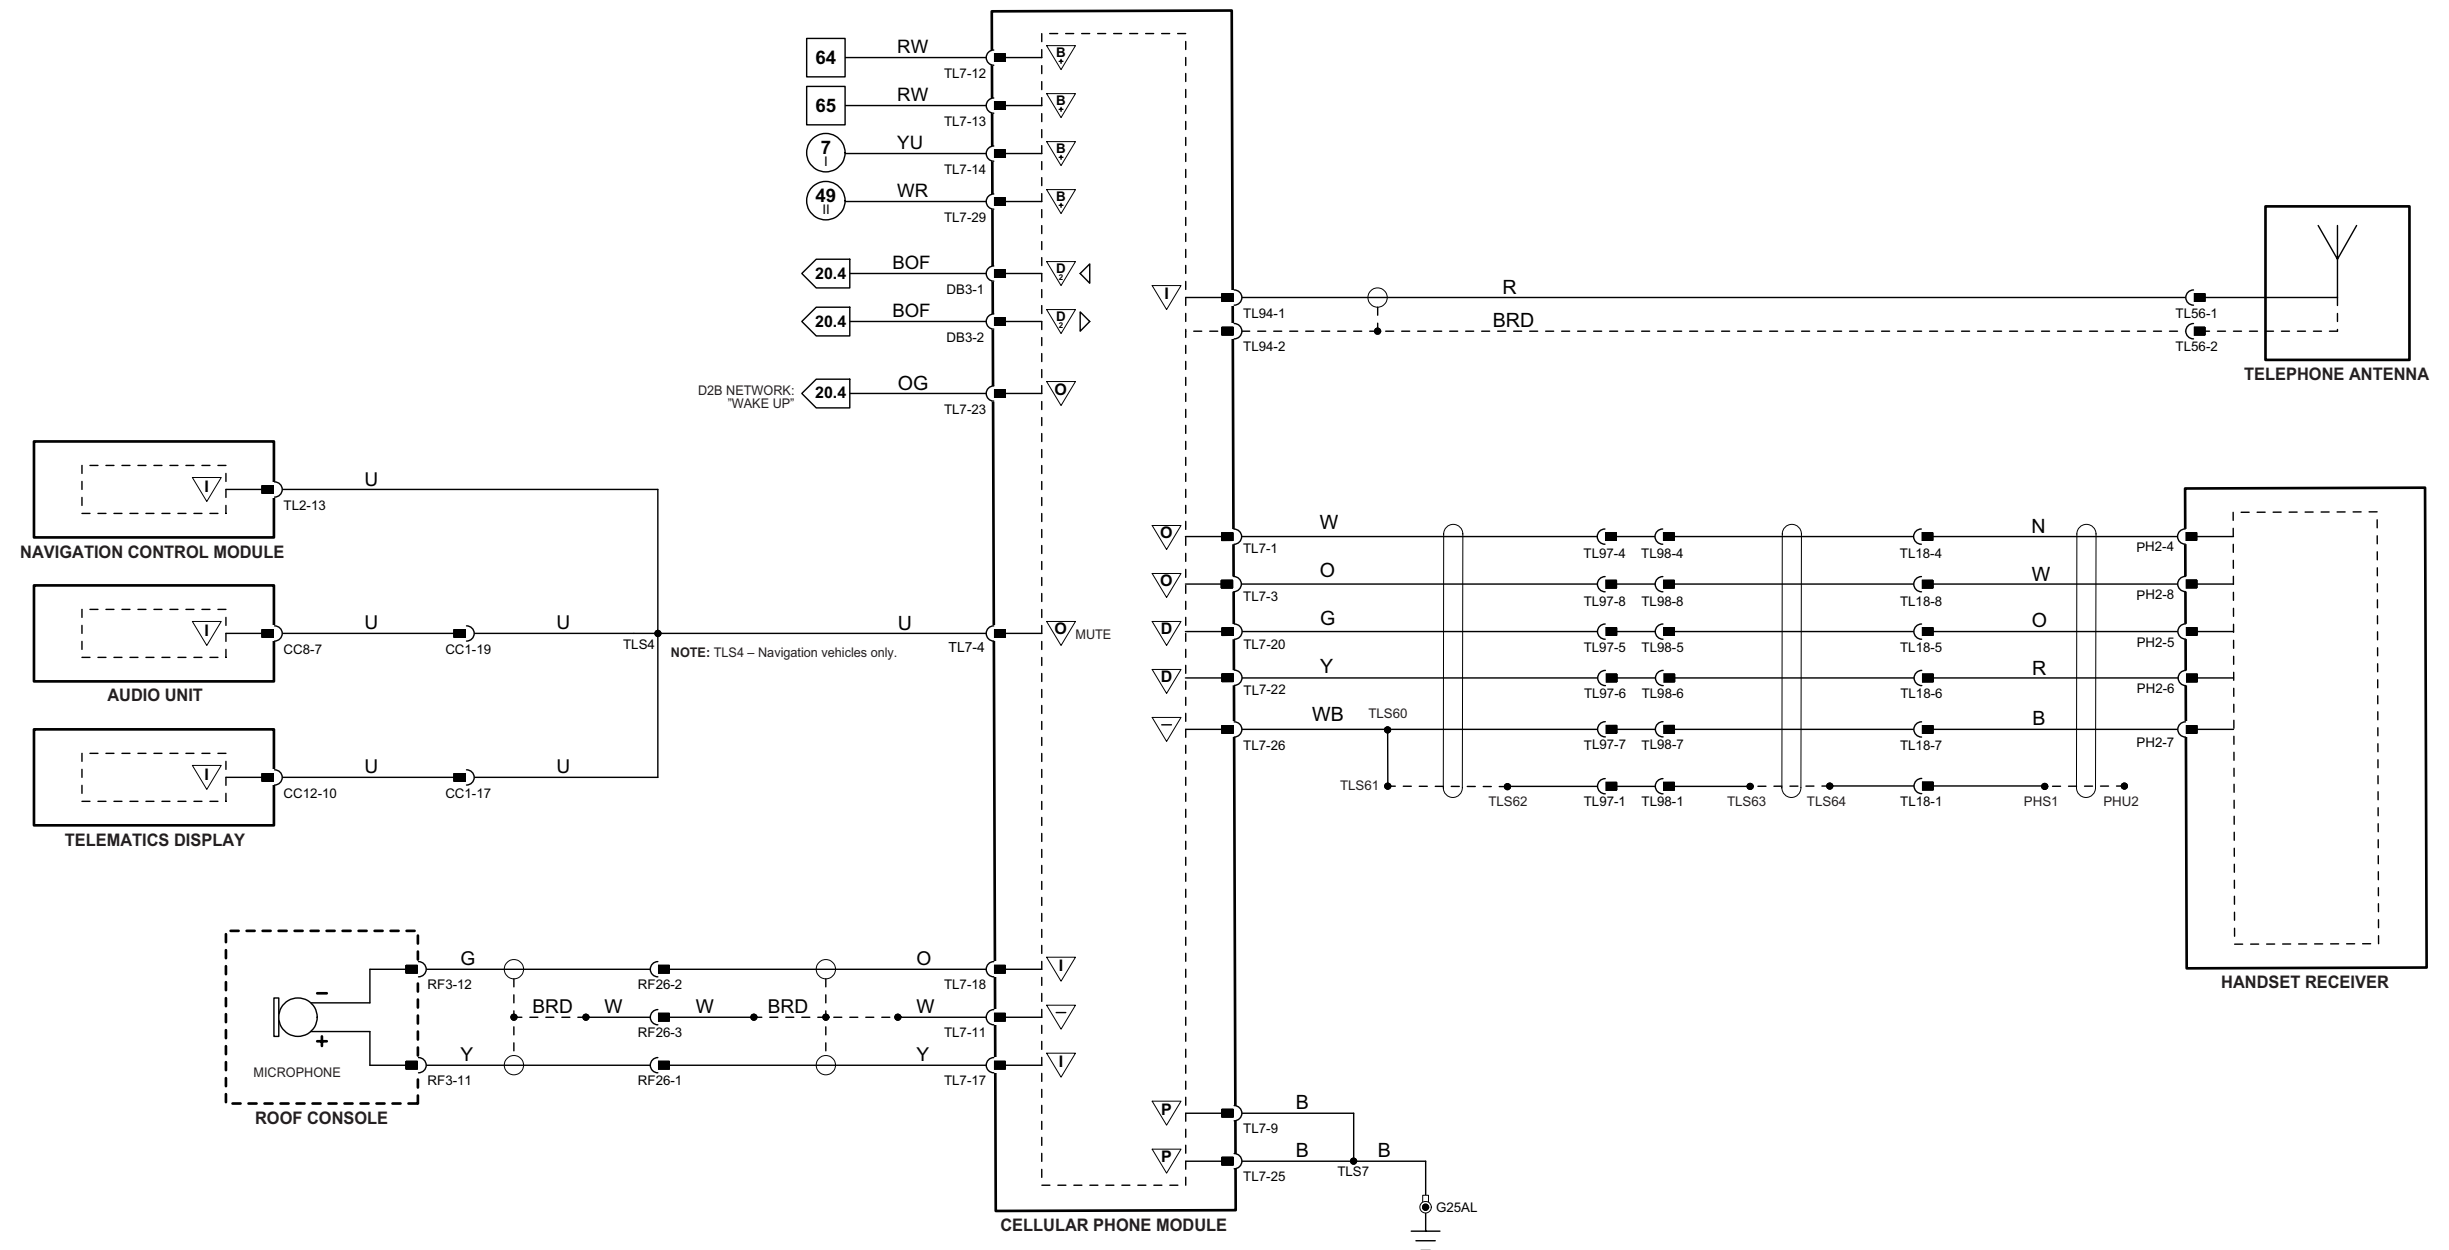 64 RW TL7-12 B+
65 RW TL7-13 B+
7 I YU TL7-14 B+
49 II WR TL7-29 B+
20.4 BOF DB3-1 D2
20.4 BOF DB3-2 D2
D2B NETWORK:
"WAKE UP"
20.4 OG TL7-23 O
I TL94-1 R TL56-1
TL94-2 BRD TL56-2
TELEPHONE ANTENNA
I TL2-13 U
NAVIGATION CONTROL MODULE
I CC8-7 U CC1-19 U TLS4 U TL7-4 O MUTE
NOTE: TLS4 – Navigation vehicles only.
AUDIO UNIT
I CC12-10 U CC1-17 U
TELEMATICS DISPLAY
O TL7-1 W TL97-4 TL98-4 TL18-4 N PH2-4
O TL7-3 O TL97-8 TL98-8 TL18-8 W PH2-8
D TL7-20 G TL97-5 TL98-5 TL18-5 O PH2-5
D TL7-22 Y TL97-6 TL98-6 TL18-6 R PH2-6
– TL7-26 WB TLS60 TL97-7 TL98-7 TL18-7 B PH2-7
TLS61 TLS62 TL97-1 TL98-1 TLS63 TLS64 TL18-1 PHS1 PHU2
HANDSET RECEIVER
– RF3-12 G RF26-2 O TL7-18 I
BRD W RF26-3 W BRD W TL7-11 –
+ RF3-11 Y RF26-1 Y TL7-17 I
MICROPHONE
ROOF CONSOLE
P TL7-9 B
P TL7-25 B TLS7 B
G25AL
CELLULAR PHONE MODULE